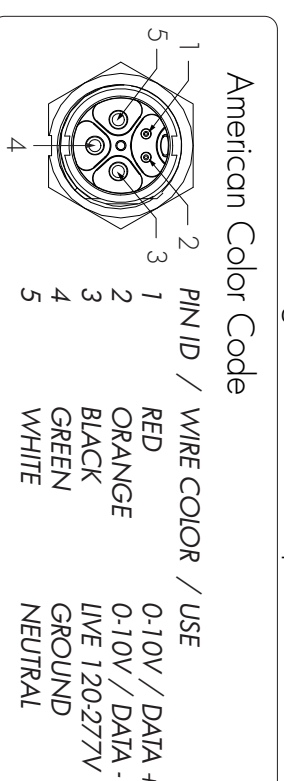 American Color Code
1
2
5
3
4
PIN ID / WIRE COLOR / USE
1 RED 0-10V // DATA +
2 ORANGE 0-10V // DATA -
3 BLACK LIVE 120-277V
4 GREEN GROUND
5 WHITE NEUTRAL